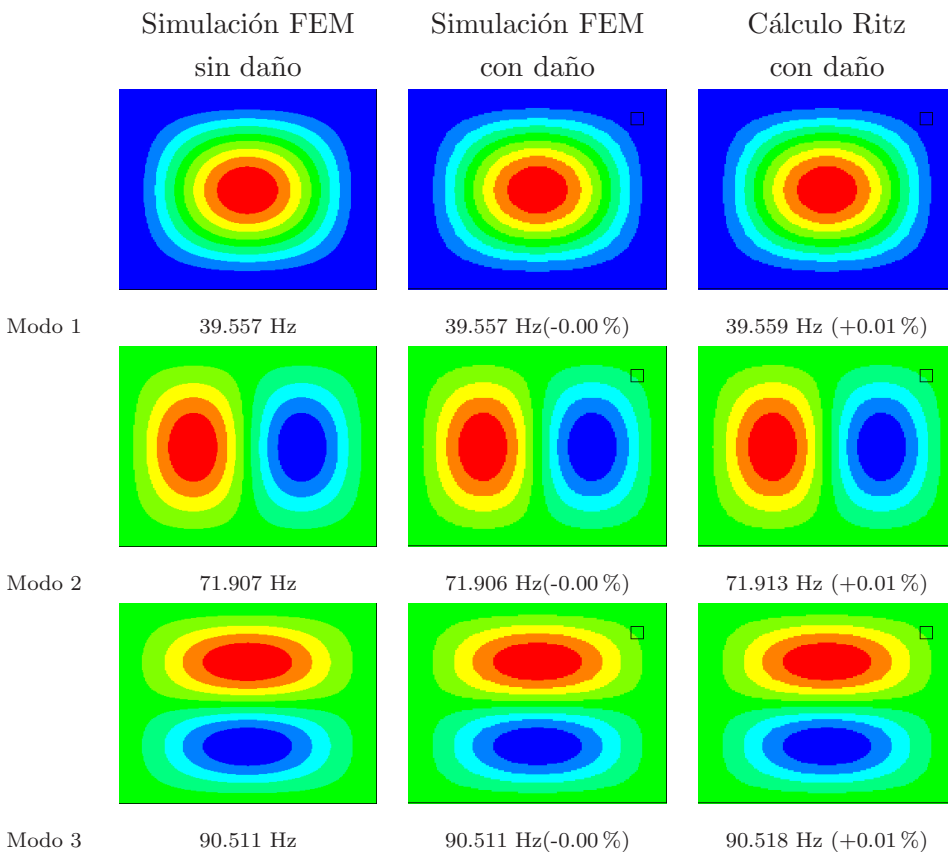 Simulación FEM Simulación FEM Cálculo Ritz
sin daño con daño con daño
Modo 1 39.557 Hz 39.557 Hz(-0.00 %) 39.559 Hz (+0.01 %)
Modo 2 71.907 Hz 71.906 Hz(-0.00 %) 71.913 Hz (+0.01 %)
Modo 3 90.511 Hz 90.511 Hz(-0.00 %) 90.518 Hz (+0.01 %)